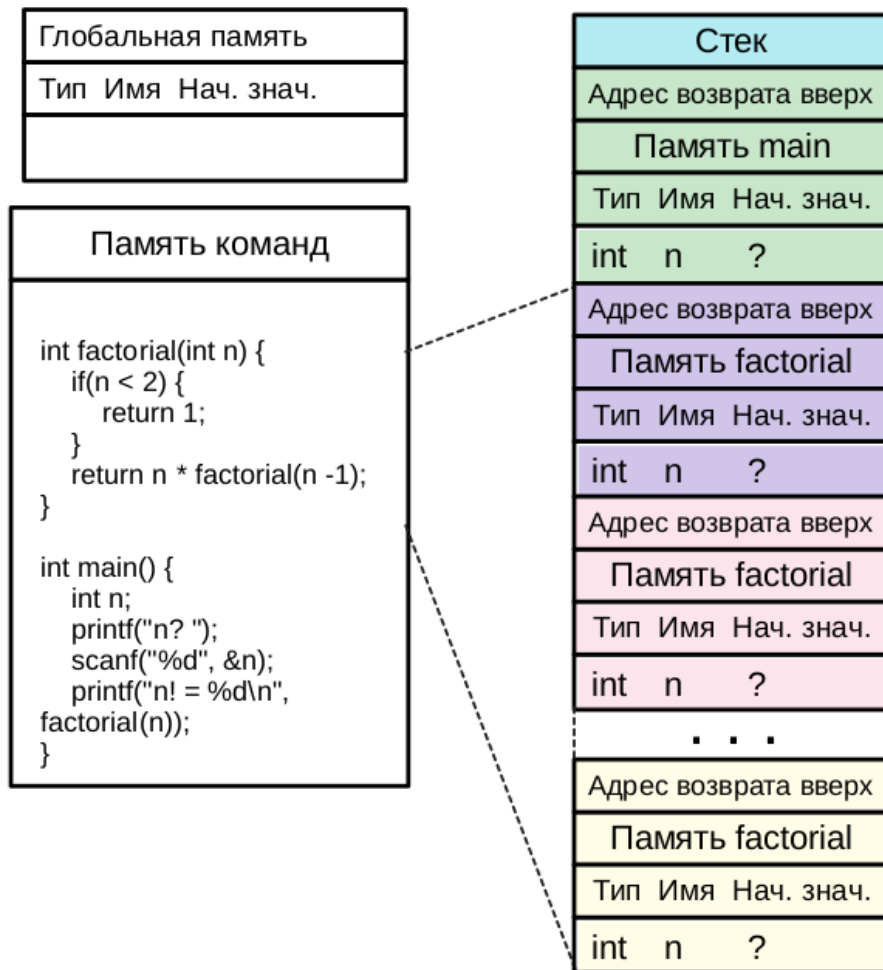 Глобальная память
Тип Имя Нач. знач.
Память команд
int factorial(int n) {
if(n < 2) {
return 1;
}
return n * factorial(n -1);
}
int main() {
int n;
printf("n? ");
scanf("%d", &n);
printf("n! = %d\n",
factorial(n));
}
Стек
Адрес возврата вверх
Память main
Тип Имя Нач. знач.
int n ?
Адрес возврата вверх
Память factorial
Тип Имя Нач. знач.
int n ?
Адрес возврата вверх
Память factorial
Тип Имя Нач. знач.
int n ?
. . .
Адрес возврата вверх
Память factorial
Тип Имя Нач. знач.
int n ?